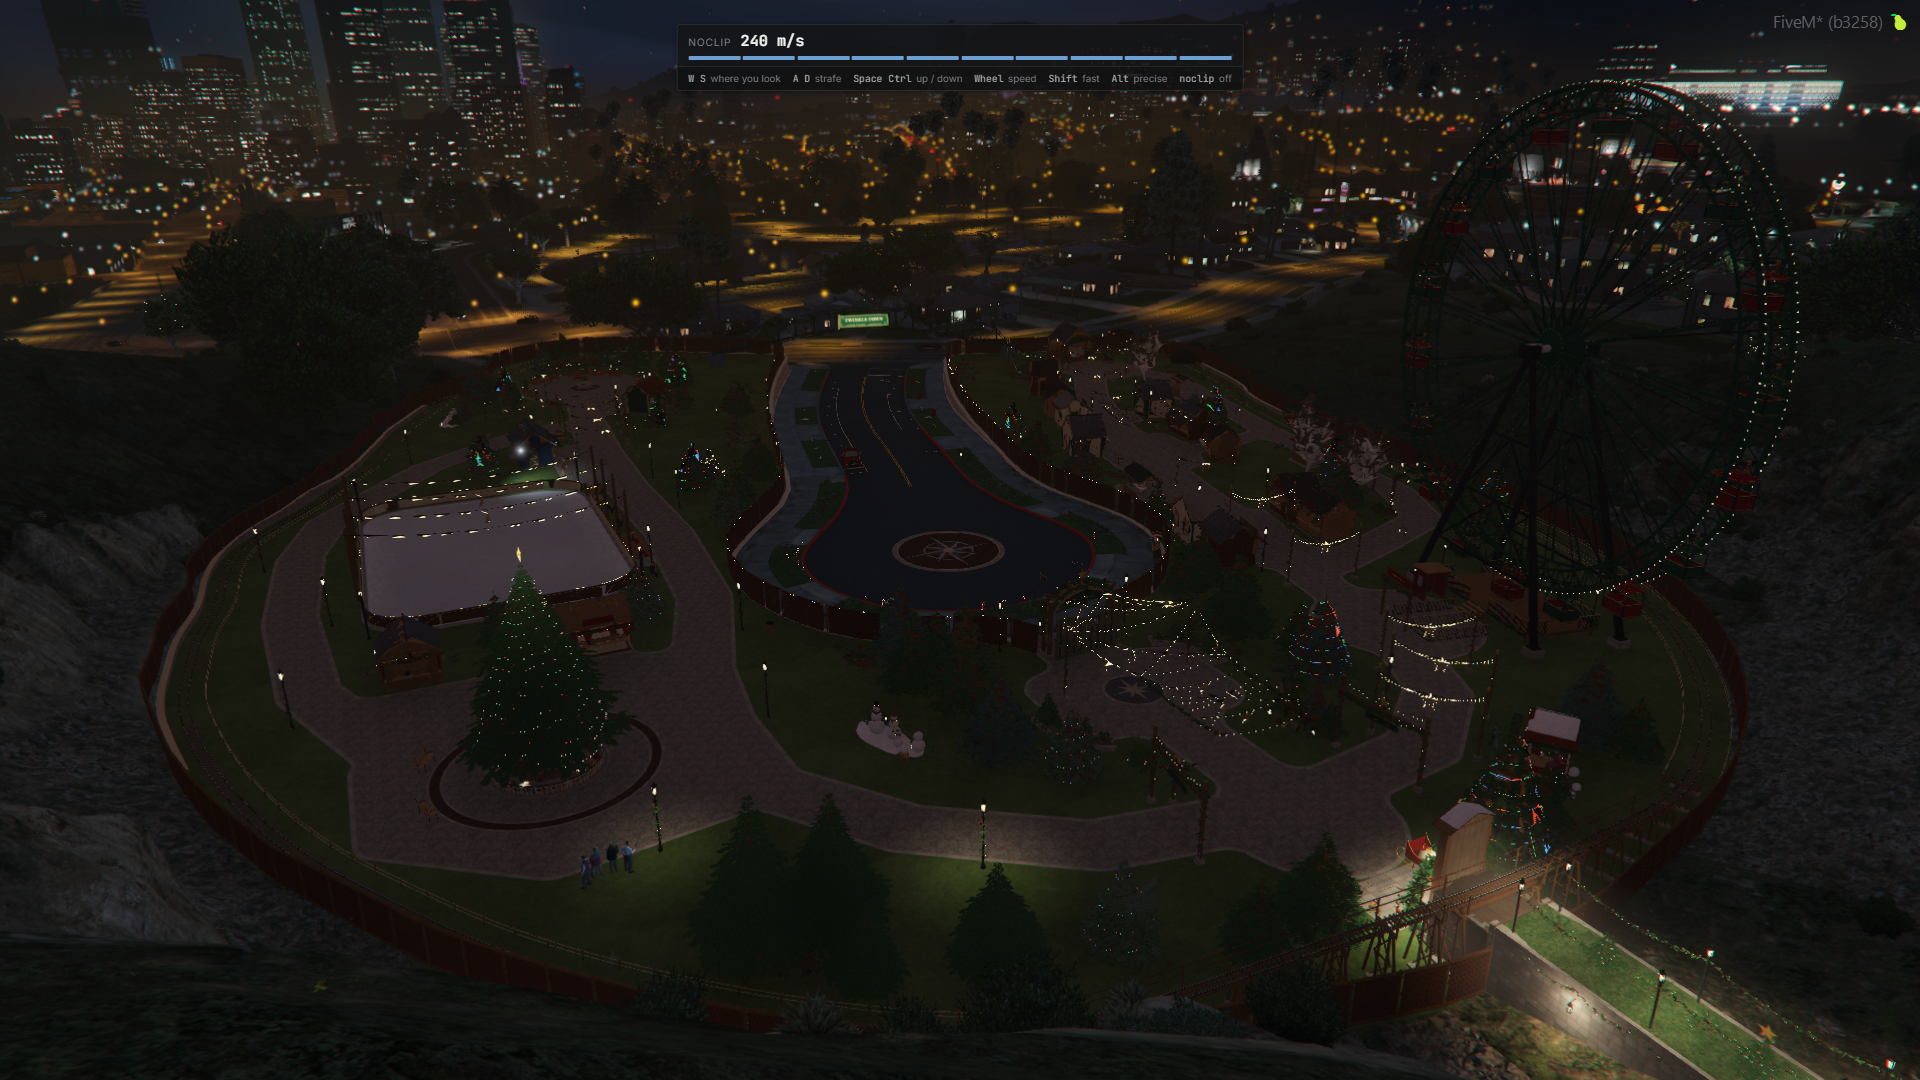 FiveM* (b3258)
NOCLIP 240 m/s
W S where you look A D strafe Space Ctrl up / down Wheel speed Shift fast Alt precise noclip off